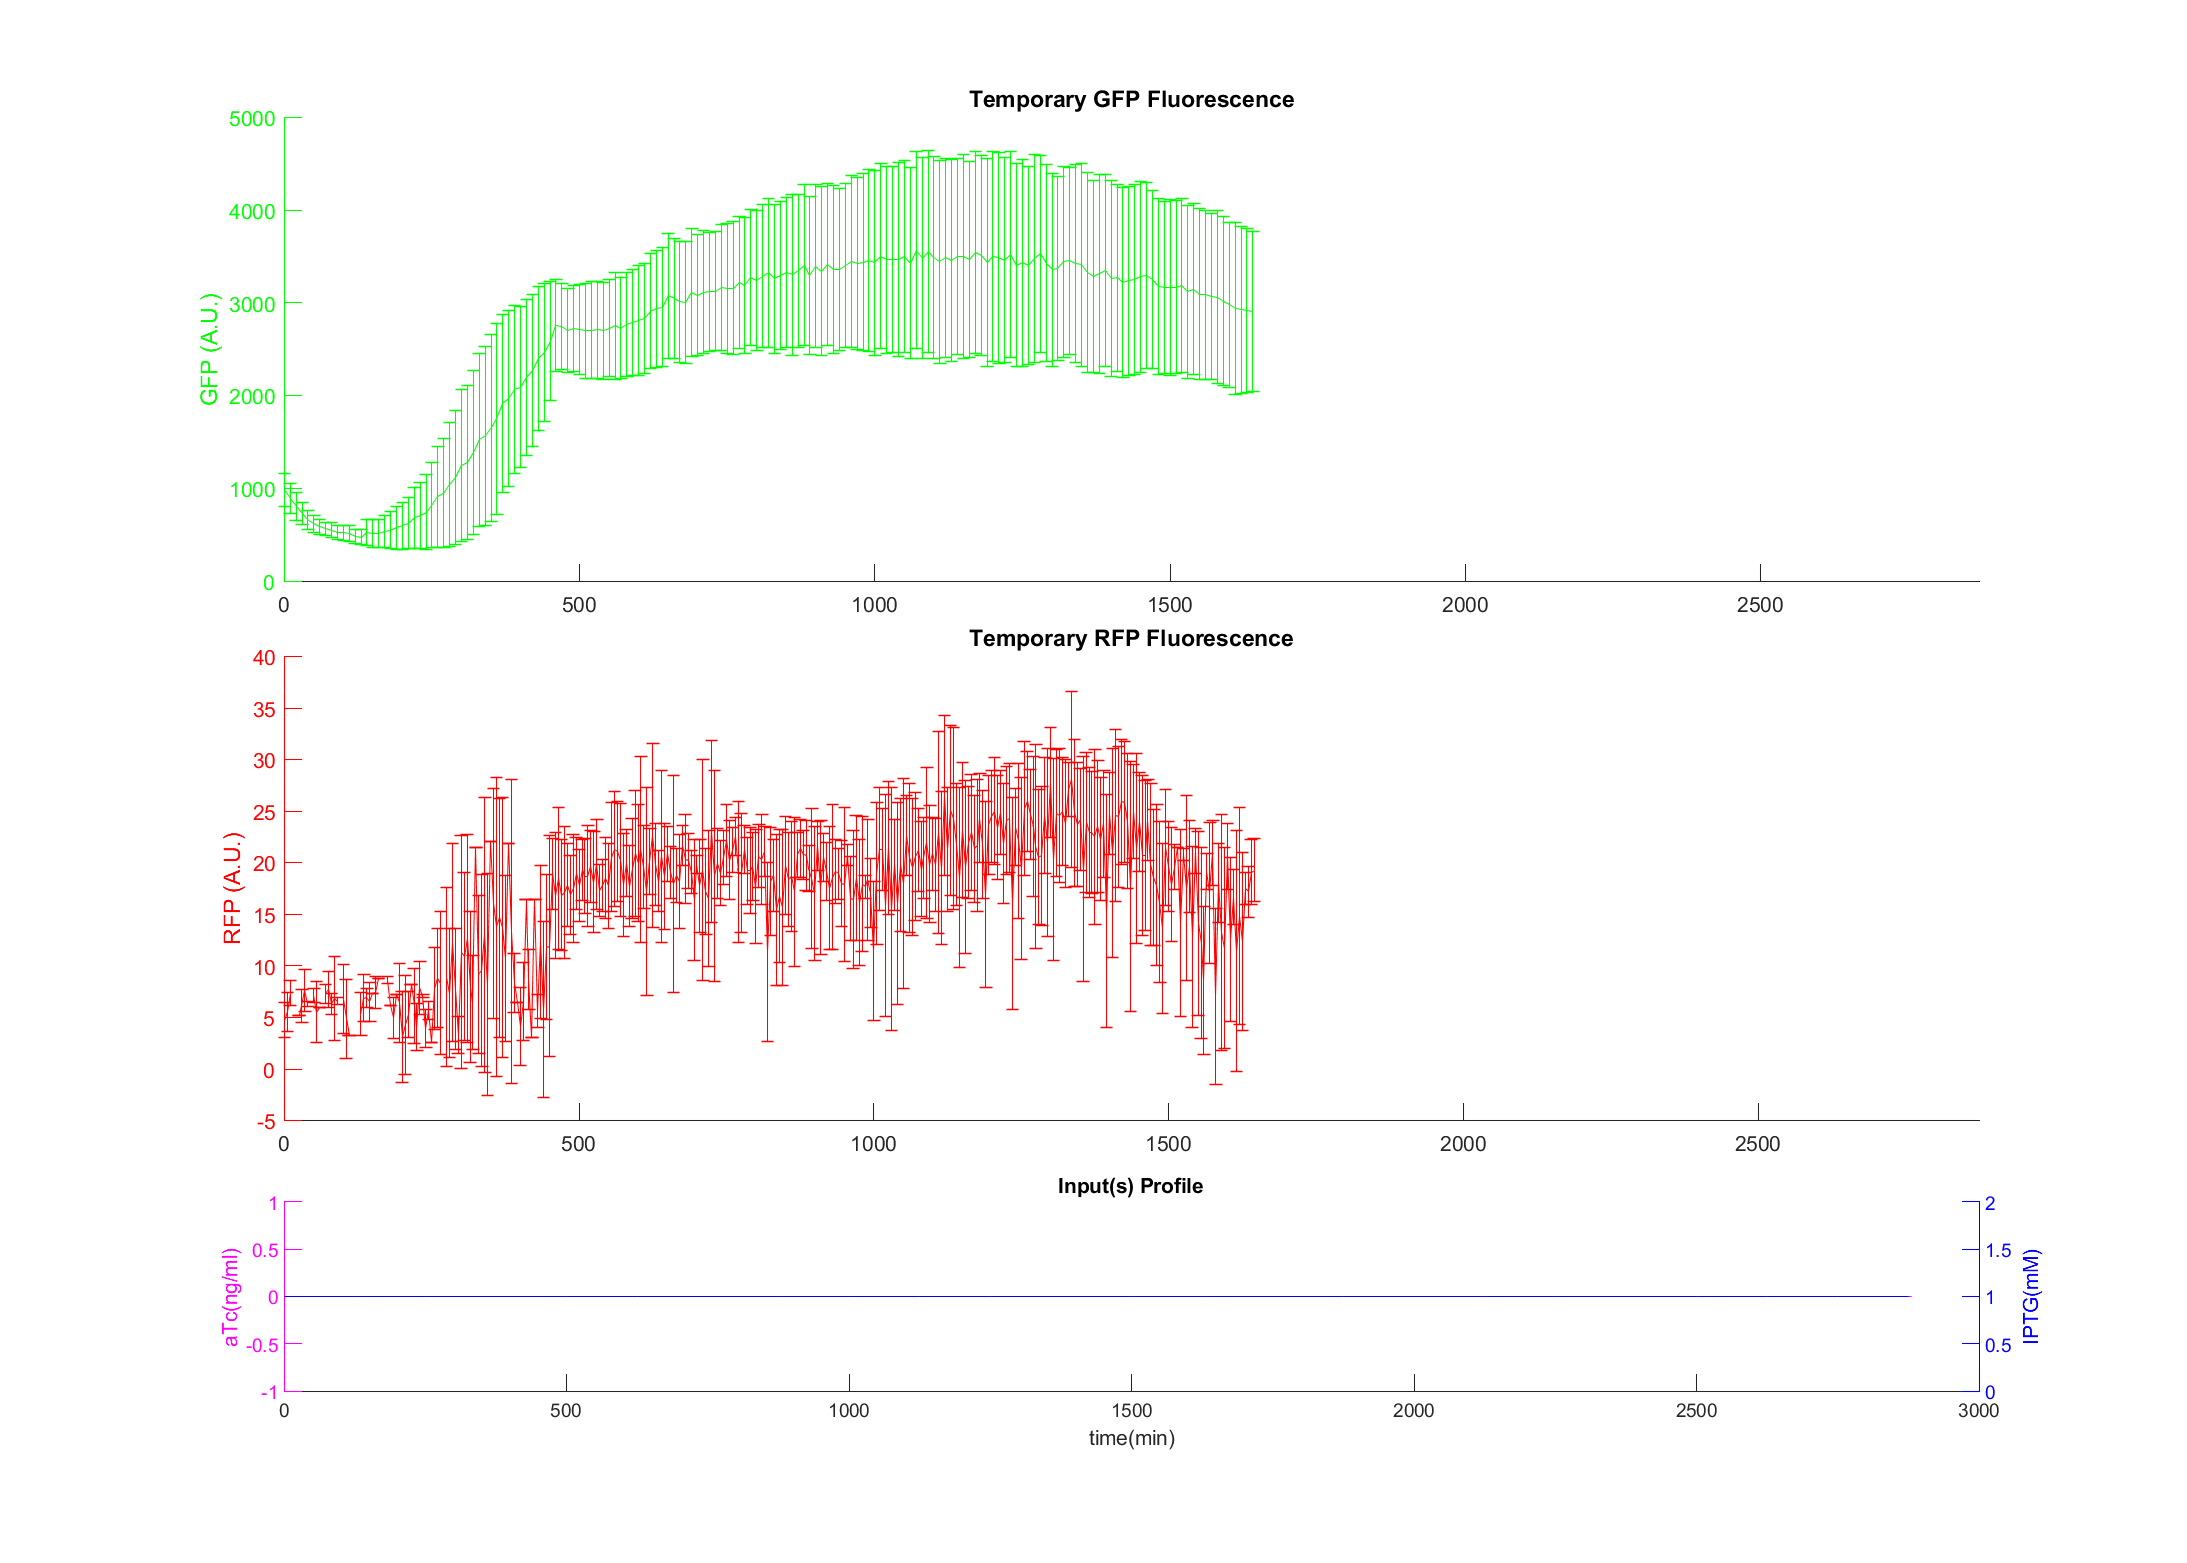 Temporary GFP Fluorescence
GFP (A.U.)
5000
4000
3000
2000
1000
0
0 500 1000 1500 2000 2500
Temporary RFP Fluorescence
RFP (A.U.)
40
35
30
25
20
15
10
5
0
-5
0 500 1000 1500 2000 2500
Input(s) Profile
aTc(ng/ml)
1
0.5
0
-0.5
-1
IPTG(mM)
2
1.5
1
0.5
0
0 500 1000 1500 2000 2500 3000
time(min)